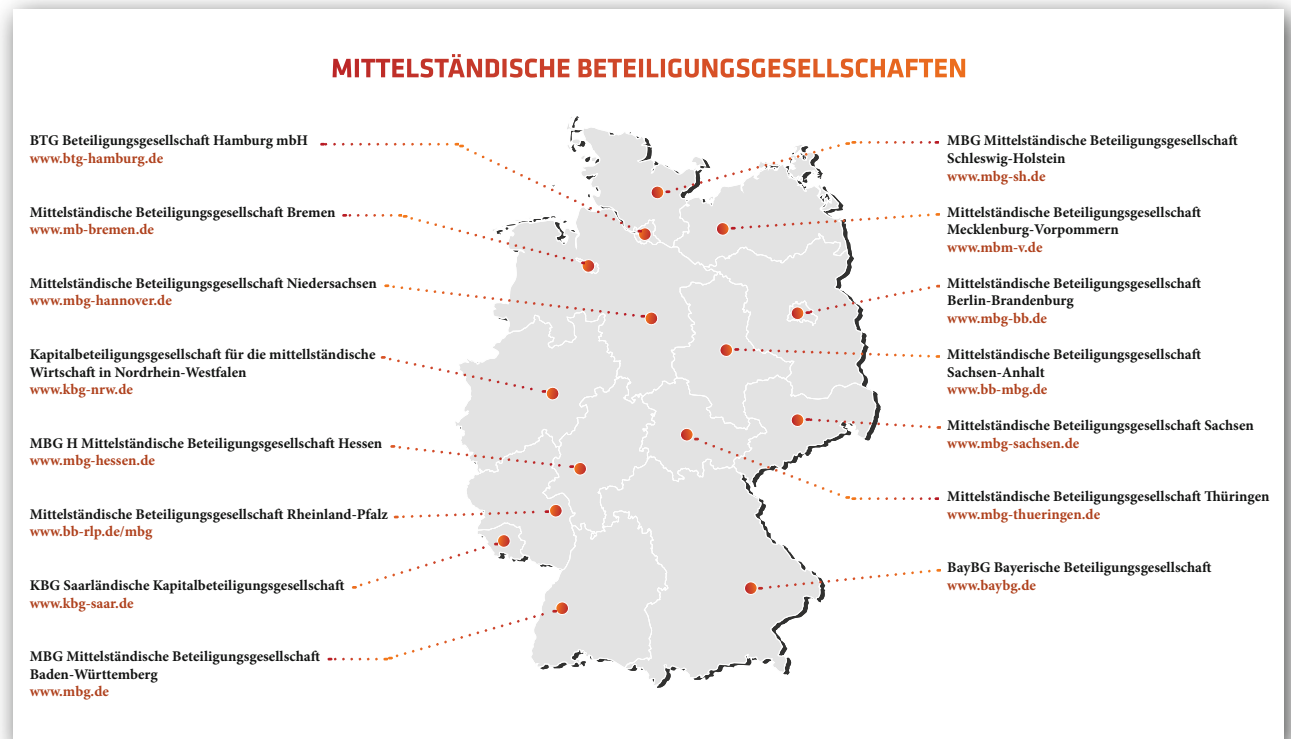 MITTELSTÄNDISCHE BETEILIGUNGSGESELLSCHAFTEN
BTG Beteiligungsgesellschaft Hamburg mbH
www.btg-hamburg.de
Mittelständische Beteiligungsgesellschaft Bremen
www.mb-bremen.de
Mittelständische Beteiligungsgesellschaft Niedersachsen
www.mbg-hannover.de
Kapitalbeteiligungsgesellschaft für die mittellständische
Wirtschaft in Nordrhein-Westfalen
www.kbg-nrw.de
MBG H Mittelständische Beteiligungsgesellschaft Hessen
www.mbg-hessen.de
Mittelständische Beteiligungsgesellschaft Rheinland-Pfalz
www.bb-rlp.de/mbg
KBG Saarländische Kapitalbeteiligungsgesellschaft
www.kbg-saar.de
MBG Mittelständische Beteiligungsgesellschaft
Baden-Württemberg
www.mbg.de
MBG Mittelständische Beteiligungsgesellschaft
Schleswig-Holstein
www.mbg-sh.de
Mittelständische Beteiligungsgesellschaft
Mecklenburg-Vorpommern
www.mbm-v.de
Mittelständische Beteiligungsgesellschaft
Berlin-Brandenburg
www.mbg-bb.de
Mittelständische Beteiligungsgesellschaft
Sachsen-Anhalt
www.bb-mbg.de
Mittelständische Beteiligungsgesellschaft Sachsen
www.mbg-sachsen.de
Mittelständische Beteiligungsgesellschaft Thüringen
www.mbg-thueringen.de
BayBG Bayerische Beteiligungsgesellschaft
www.baybg.de